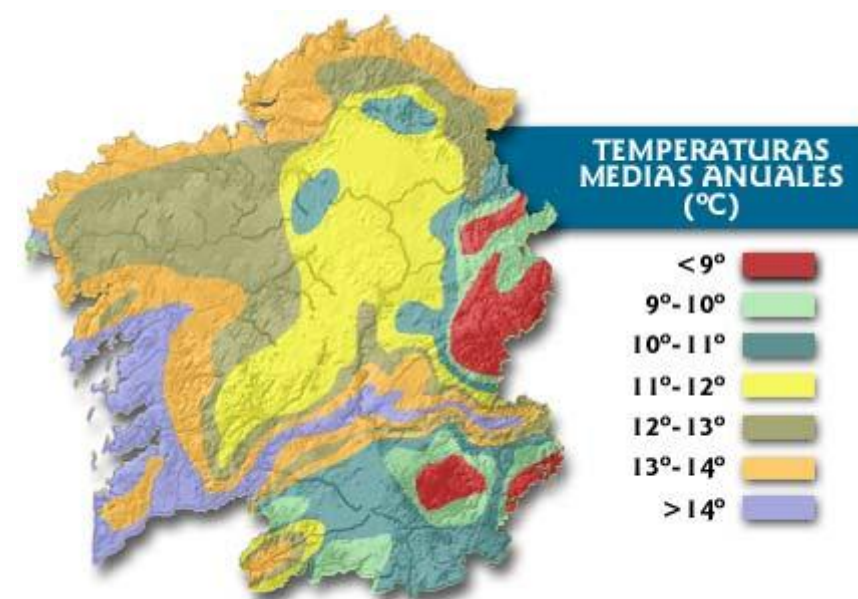 TEMPERATURAS
MEDIAS ANUALES
(ºC)
<9º
9º-10º
10º-11º
11º-12º
12º-13º
13º-14º
>14º